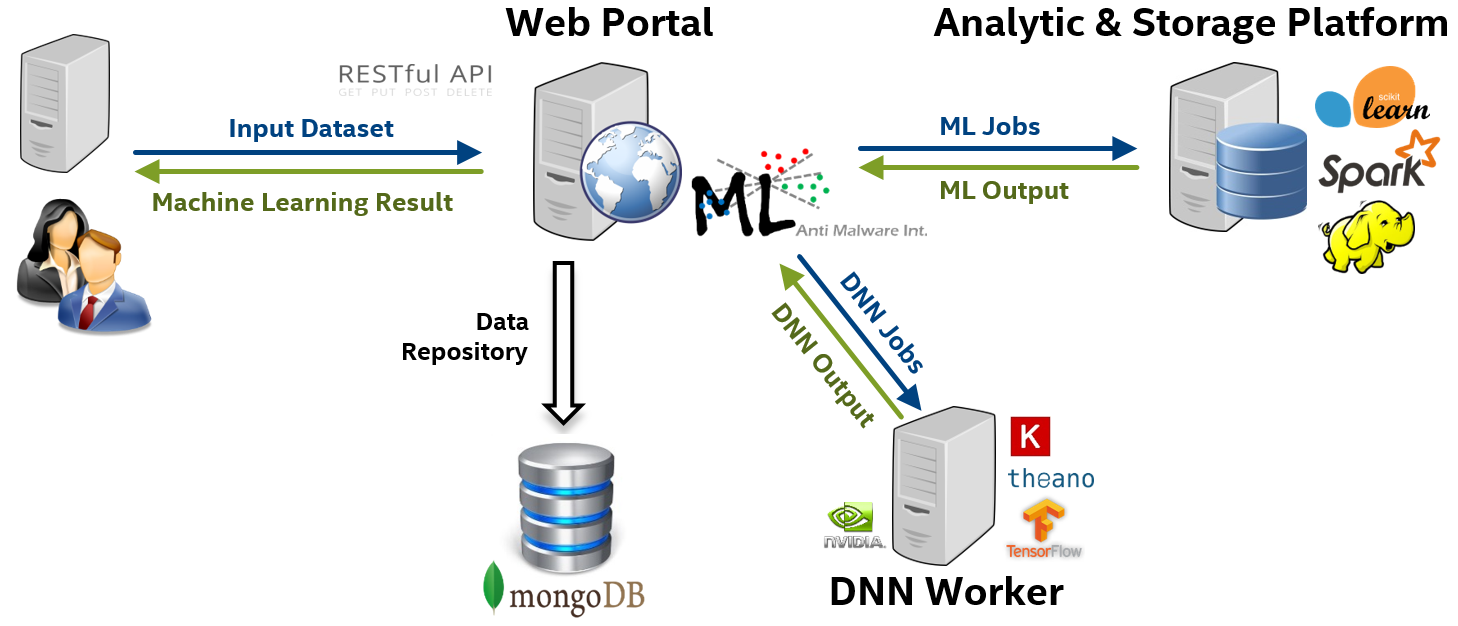 Web Portal
Analytic & Storage Platform
RESTful API
GET PUT POST DELETE
Input Dataset
Machine Learning Result
ML
Anti Malware Int.
ML Jobs
ML Output
scikit
learn
Spark
Data
Repository
DNN Jobs
DNN Output
mongoDB
K
theano
TensorFlow
NVIDIA.
DNN Worker